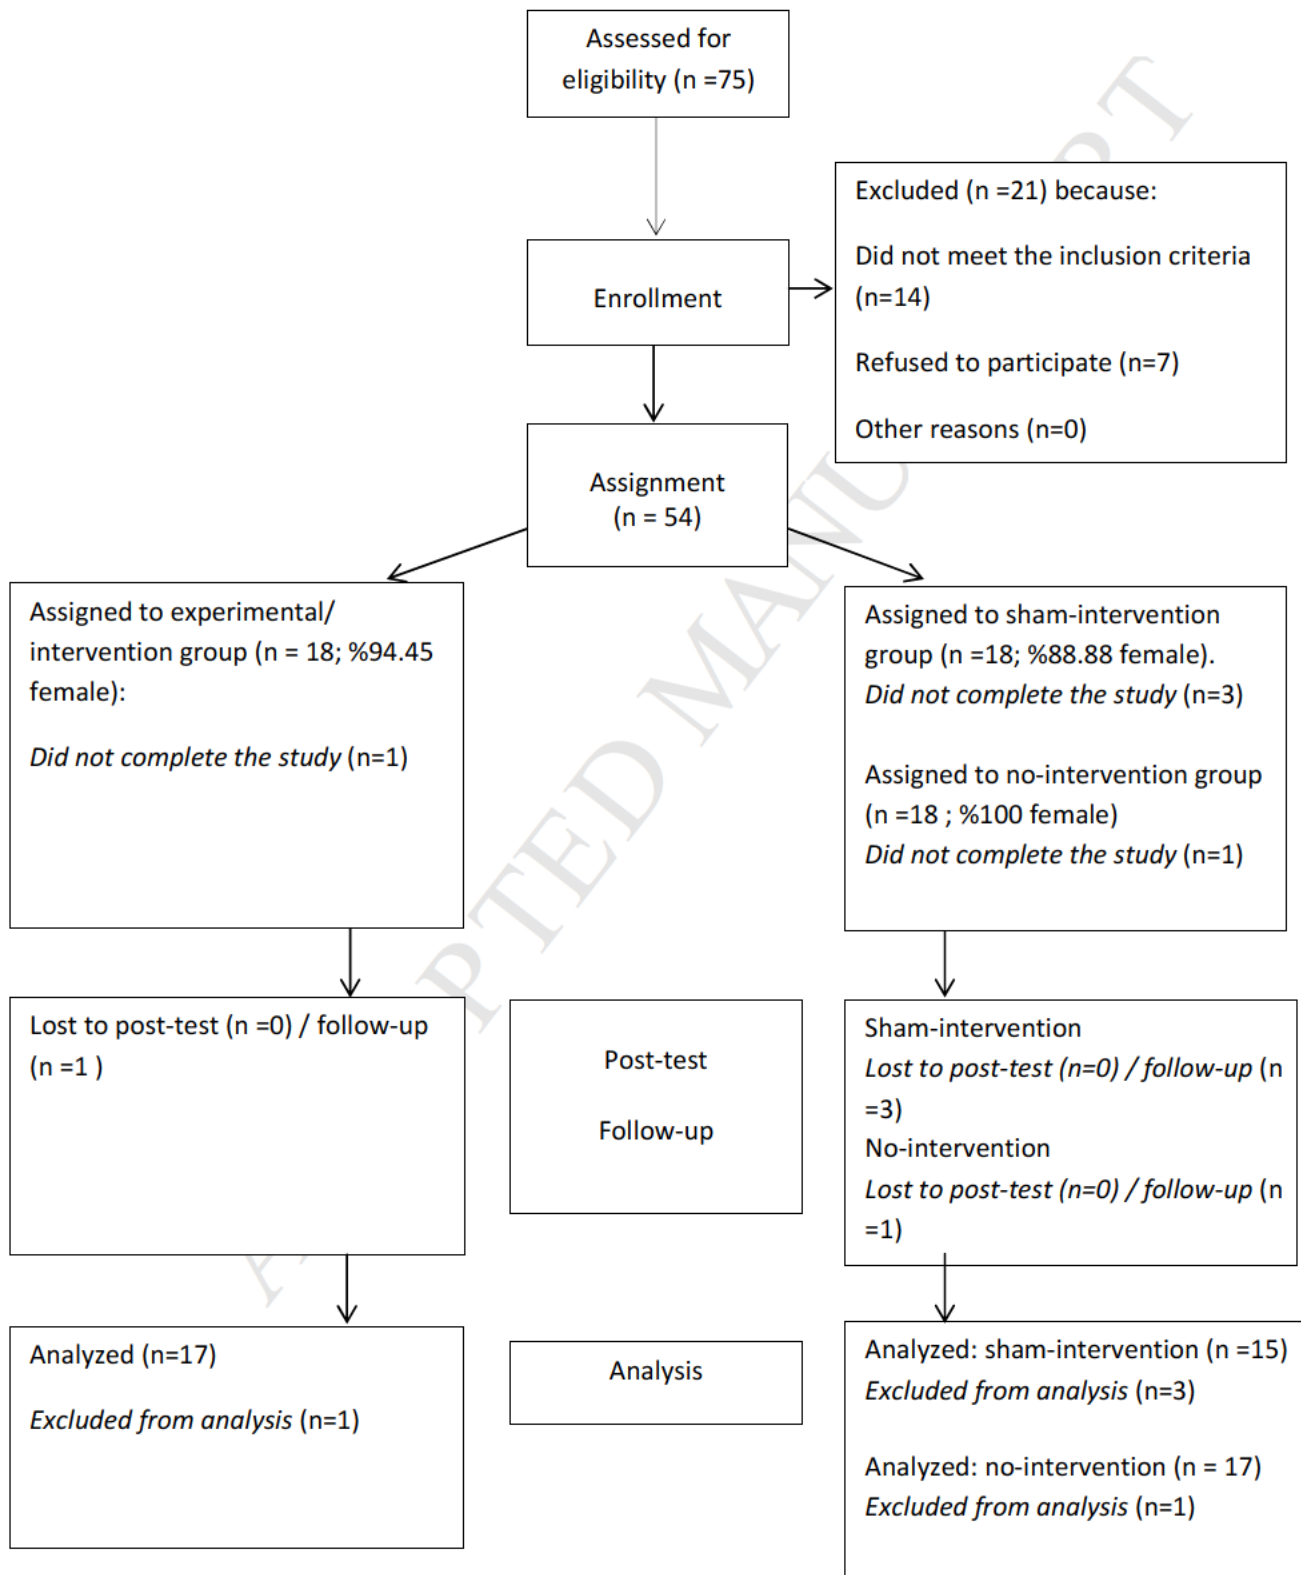 Assessed for
eligibility (n =75)
Excluded (n =21) because:
Did not meet the inclusion criteria
(n=14)
Refused to participate (n=7)
Other reasons (n=0)
Enrollment
Assignment
(n = 54)
Assigned to experimental/
intervention group (n = 18; %94.45
female):
Did not complete the study (n=1)
Assigned to sham-intervention
group (n =18; %88.88 female).
Did not complete the study (n=3)
Assigned to no-intervention group
(n =18 ; %100 female)
Did not complete the study (n=1)
Lost to post-test (n =0) / follow-up
(n =1 )
Post-test
Follow-up
Sham-intervention
Lost to post-test (n=0) / follow-up (n
=3)
No-intervention
Lost to post-test (n=0) / follow-up (n
=1)
Analyzed (n=17)
Excluded from analysis (n=1)
Analysis
Analyzed: sham-intervention (n =15)
Excluded from analysis (n=3)
Analyzed: no-intervention (n = 17)
Excluded from analysis (n=1)